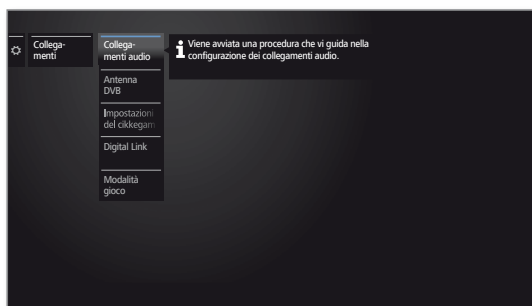 Collega-
menti
Collega-
menti audio
Viene avviata una procedura che vi guida nella
configurazione dei collegamenti audio.
Antenna
DVB
Impostazioni
del cikkegam
Digital Link
Modalità
gioco